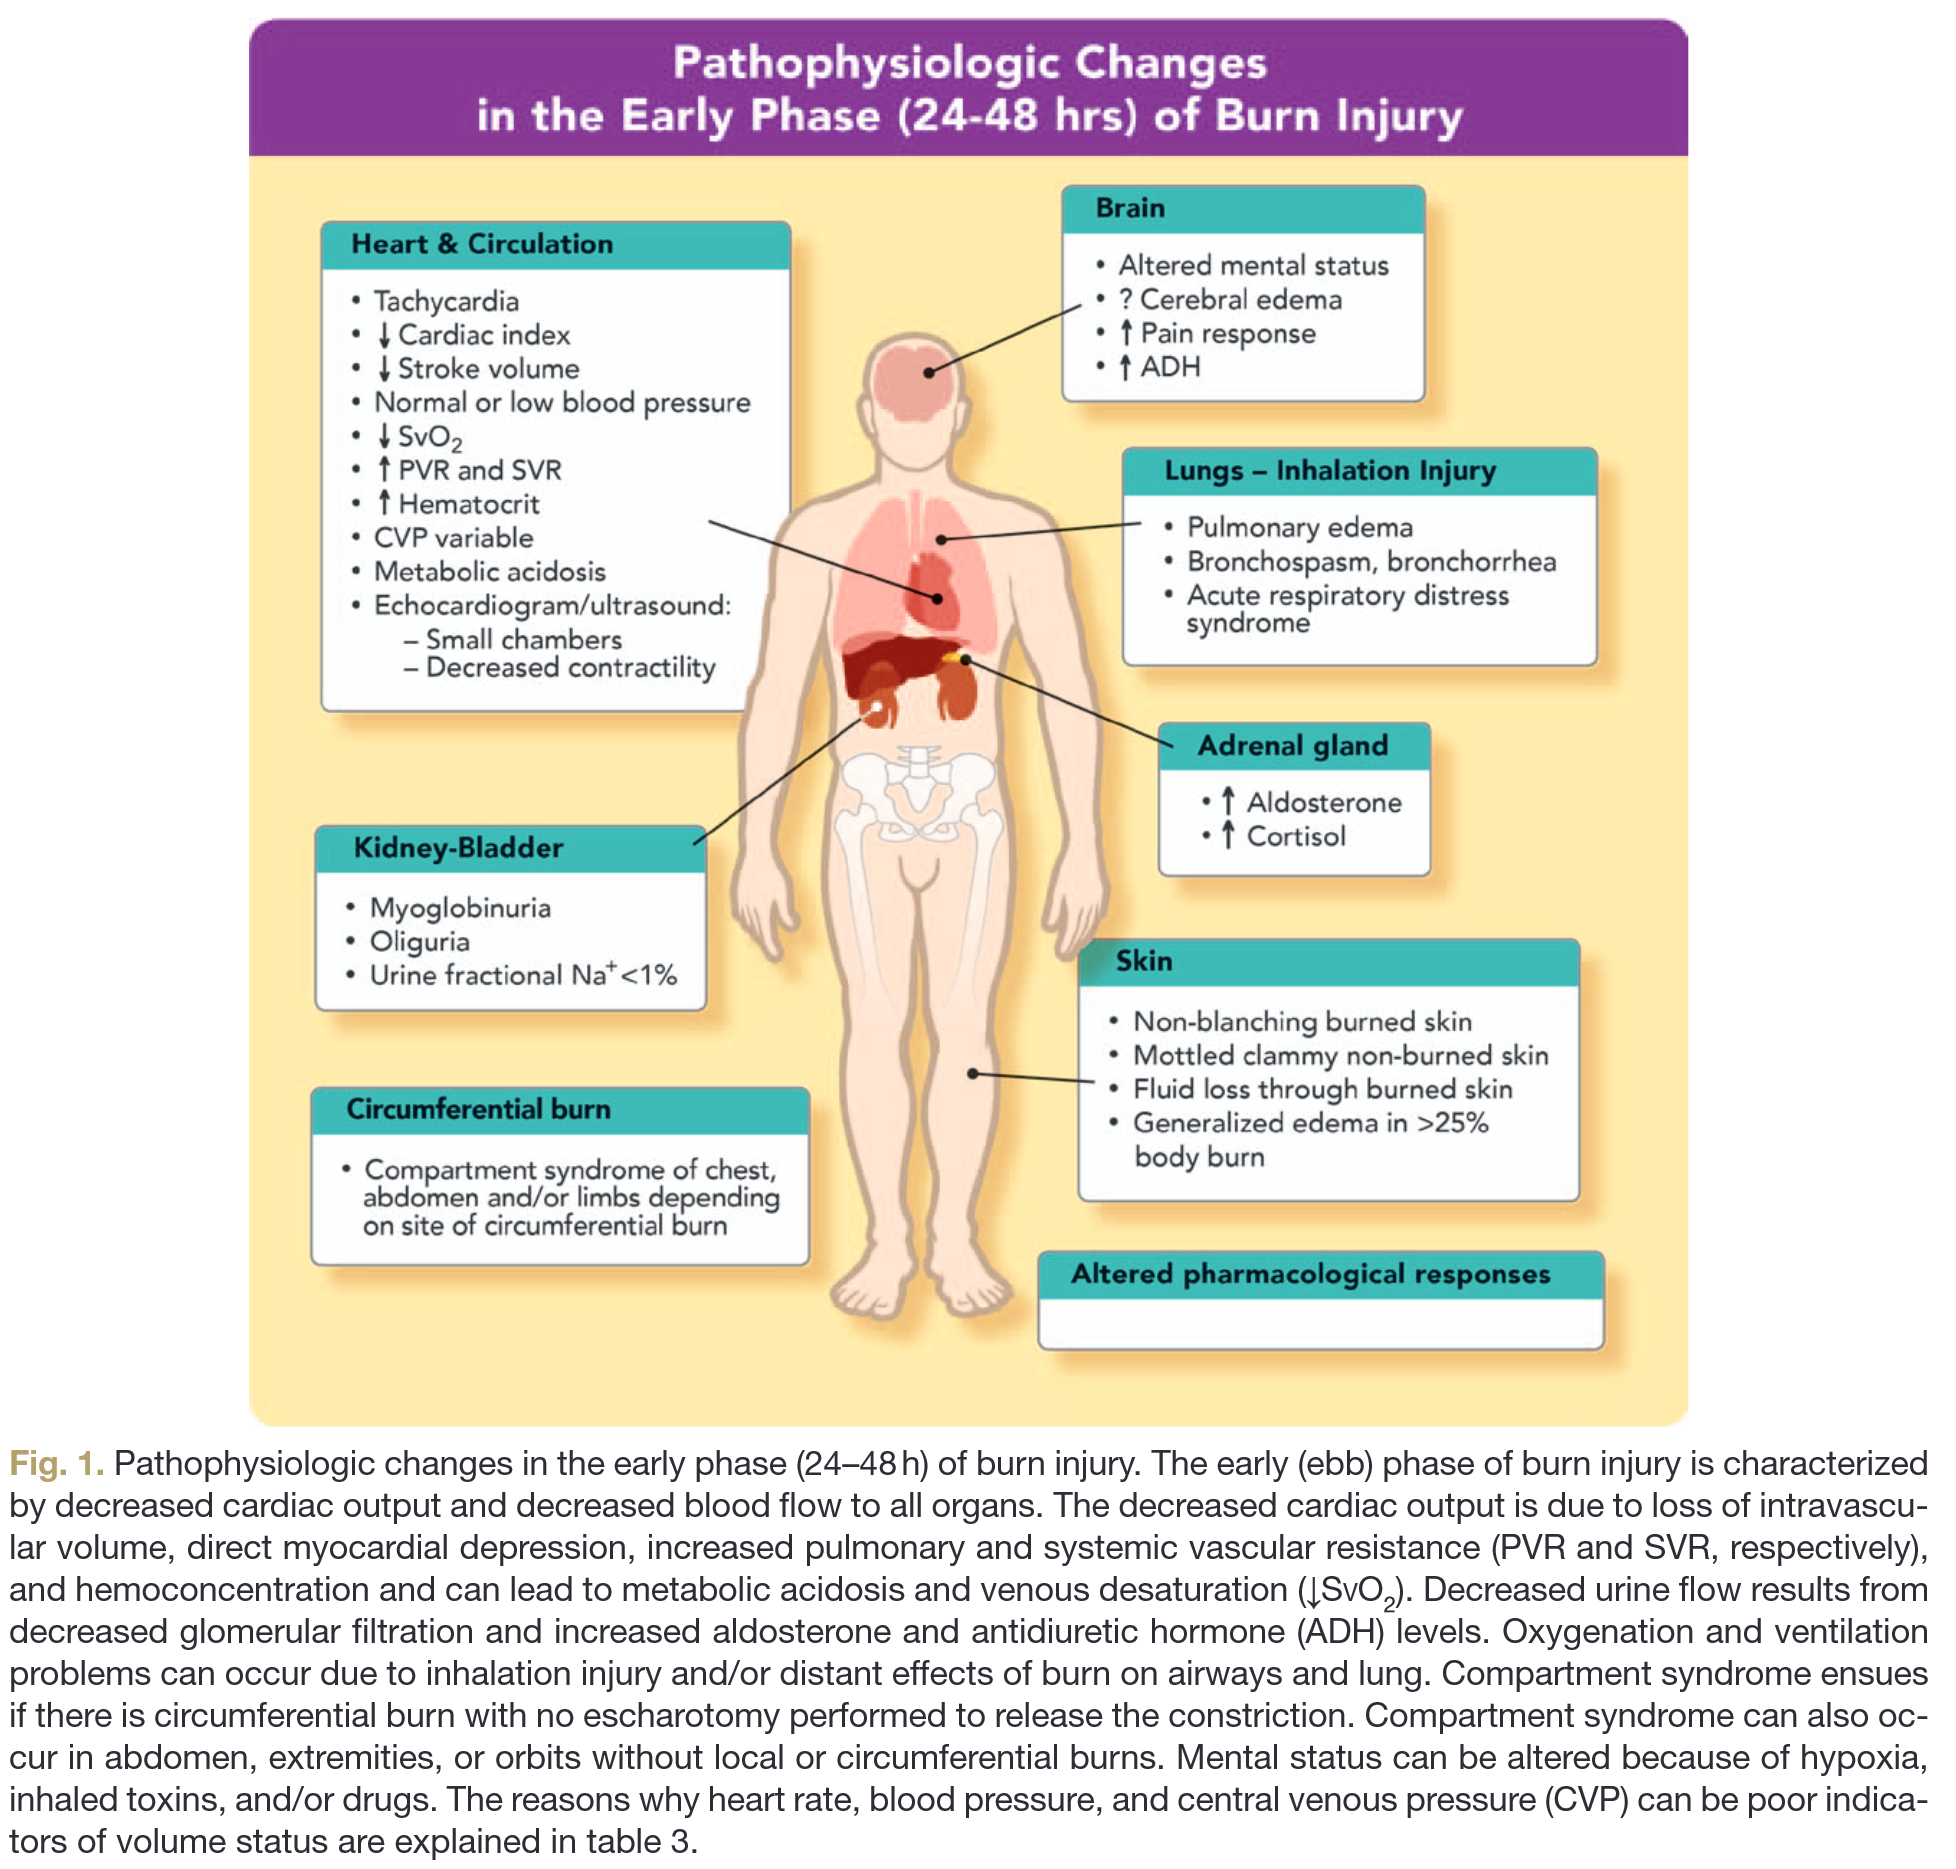 Pathophysiologic Changes
in the Early Phase (24-48 hrs) of Burn Injury
Heart & Circulation
• Tachycardia
• ↓ Cardiac index
• ↓ Stroke volume
• Normal or low blood pressure
• ↓ SvO₂
• ↑ PVR and SVR
• ↑ Hematocrit
• CVP variable
• Metabolic acidosis
• Echocardiogram/ultrasound:
– Small chambers
– Decreased contractility
Brain
• Altered mental status
• ? Cerebral edema
• ↑ Pain response
• ↑ ADH
Lungs – Inhalation Injury
• Pulmonary edema
• Bronchospasm, bronchorrhea
• Acute respiratory distress
syndrome
Adrenal gland
• ↑ Aldosterone
• ↑ Cortisol
Kidney-Bladder
• Myoglobinuria
• Oliguria
• Urine fractional Na⁺<1%
Skin
• Non-blanching burned skin
• Mottled clammy non-burned skin
• Fluid loss through burned skin
• Generalized edema in >25%
body burn
Circumferential burn
• Compartment syndrome of chest,
abdomen and/or limbs depending
on site of circumferential burn
Altered pharmacological responses
Fig. 1. Pathophysiologic changes in the early phase (24–48 h) of burn injury. The early (ebb) phase of burn injury is characterized
by decreased cardiac output and decreased blood flow to all organs. The decreased cardiac output is due to loss of intravascu-
lar volume, direct myocardial depression, increased pulmonary and systemic vascular resistance (PVR and SVR, respectively),
and hemoconcentration and can lead to metabolic acidosis and venous desaturation (↓SvO₂). Decreased urine flow results from
decreased glomerular filtration and increased aldosterone and antidiuretic hormone (ADH) levels. Oxygenation and ventilation
problems can occur due to inhalation injury and/or distant effects of burn on airways and lung. Compartment syndrome ensues
if there is circumferential burn with no escharotomy performed to release the constriction. Compartment syndrome can also oc-
cur in abdomen, extremities, or orbits without local or circumferential burns. Mental status can be altered because of hypoxia,
inhaled toxins, and/or drugs. The reasons why heart rate, blood pressure, and central venous pressure (CVP) can be poor indica-
tors of volume status are explained in table 3.